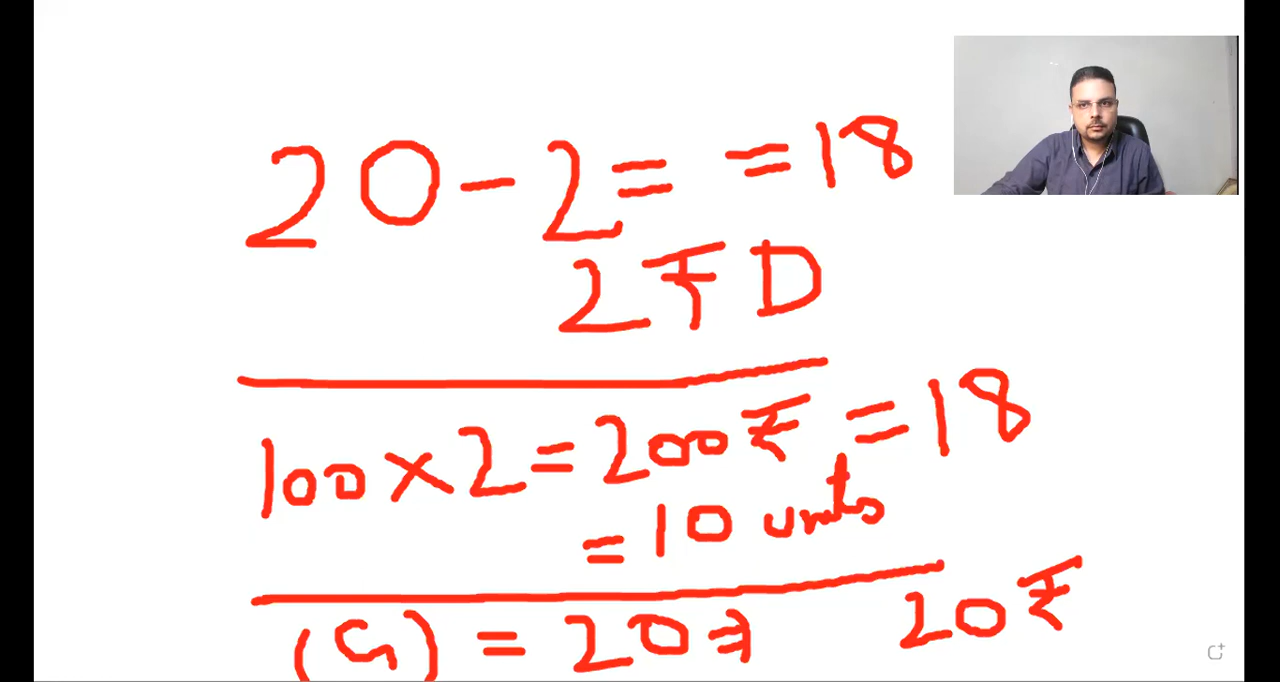 20-2= =18
2₹ D
100×2=200₹ =18
=10 units
(G) = 20₹ 20₹